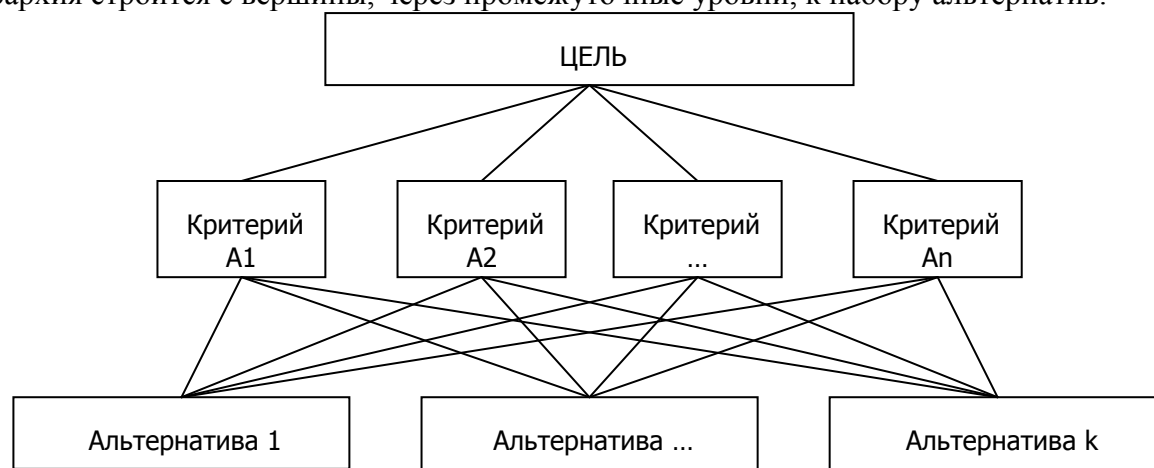 архия строится с вершины, через промежуточные уровни, к набору альтернатив.
ЦЕЛЬ
Критерий
А1
Критерий
А2
Критерий
...
Критерий
An
Альтернатива 1
Альтернатива ...
Альтернатива k